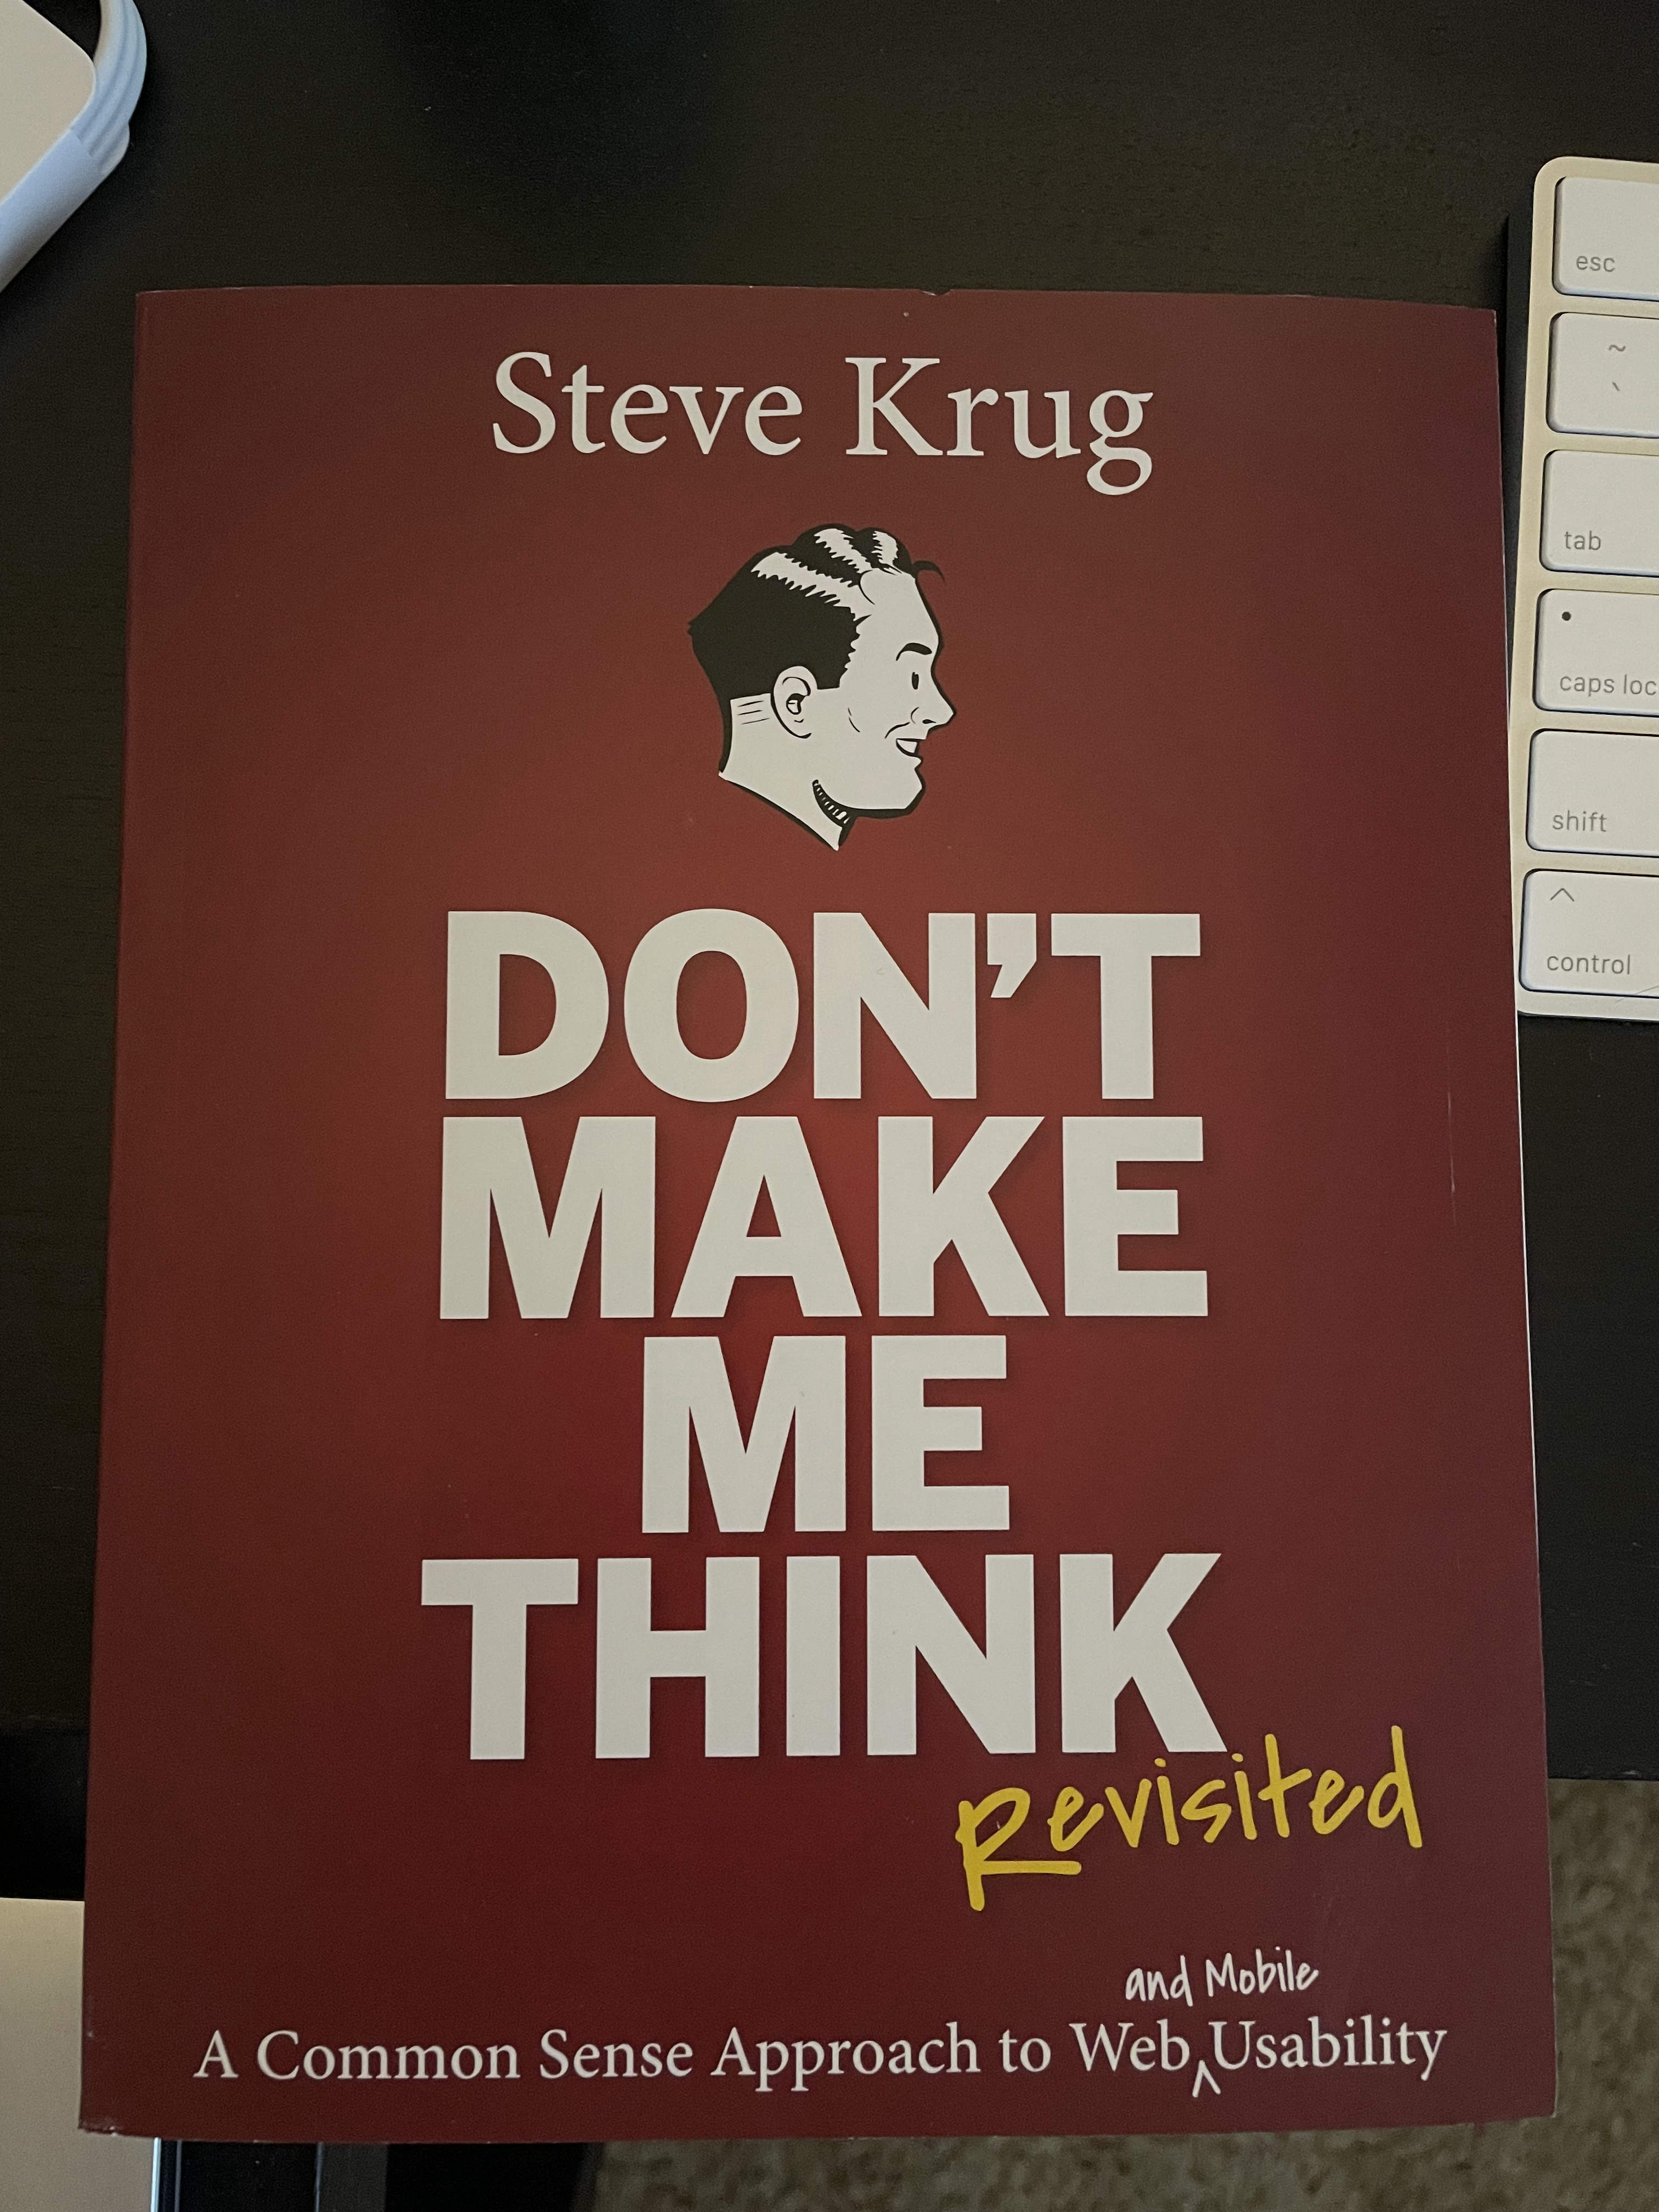 Steve Krug
DON'T
MAKE
ME
THINK
Revisited
and Mobile
A Common Sense Approach to Web^Usability
esc
~
`
tab
•
caps loc
shift
^
control